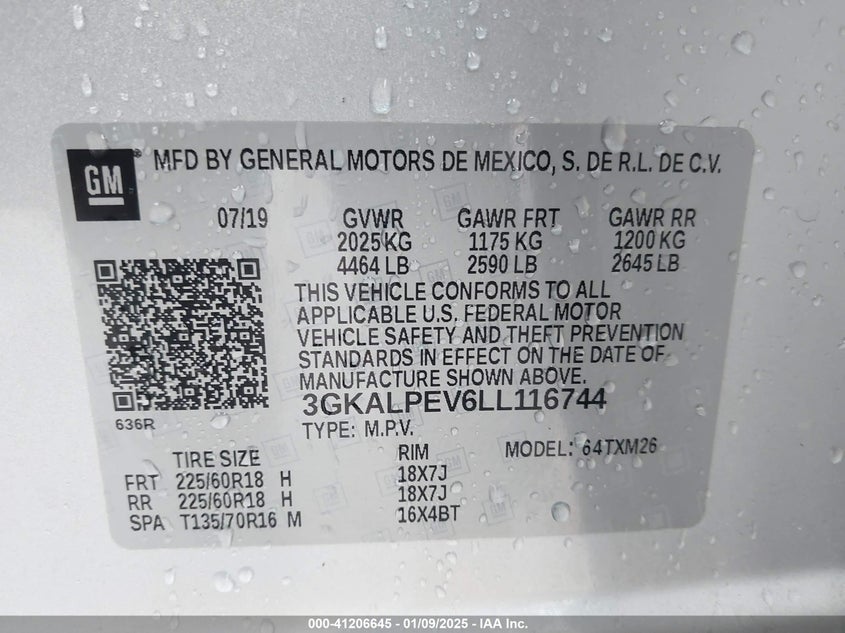 GM
MFD BY GENERAL MOTORS DE MEXICO, S. DE R.L. DE C.V.
07/19 GVWR GAWR FRT GAWR RR
2025 KG 1175 KG 1200 KG
4464 LB 2590 LB 2645 LB
THIS VEHICLE CONFORMS TO ALL
APPLICABLE U.S. FEDERAL MOTOR
VEHICLE SAFETY AND THEFT PREVENTION
STANDARDS IN EFFECT ON THE DATE OF
MANUFACTURE SHOWN ABOVE.
3GKALPEV6LL116744
636R
TYPE: M.P.V.
MODEL: 64TXM26
TIRE SIZE RIM
FRT 225/60R18 H 18X7J
RR 225/60R18 H 18X7J
SPA T135/70R16 M 16X4BT
000-41206645 - 01/09/2025 - IAA Inc.